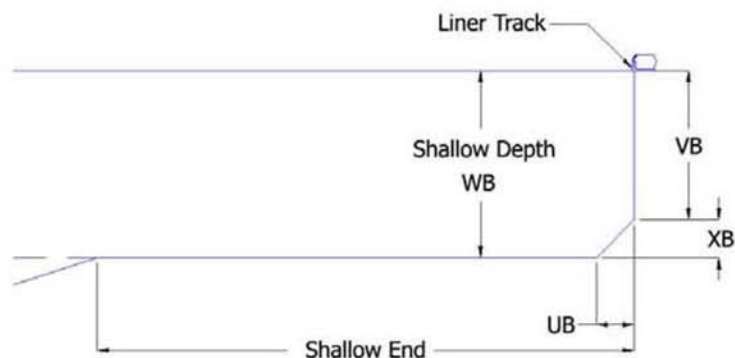 Liner Track
Shallow Depth
WB
VB
XB
UB
Shallow End